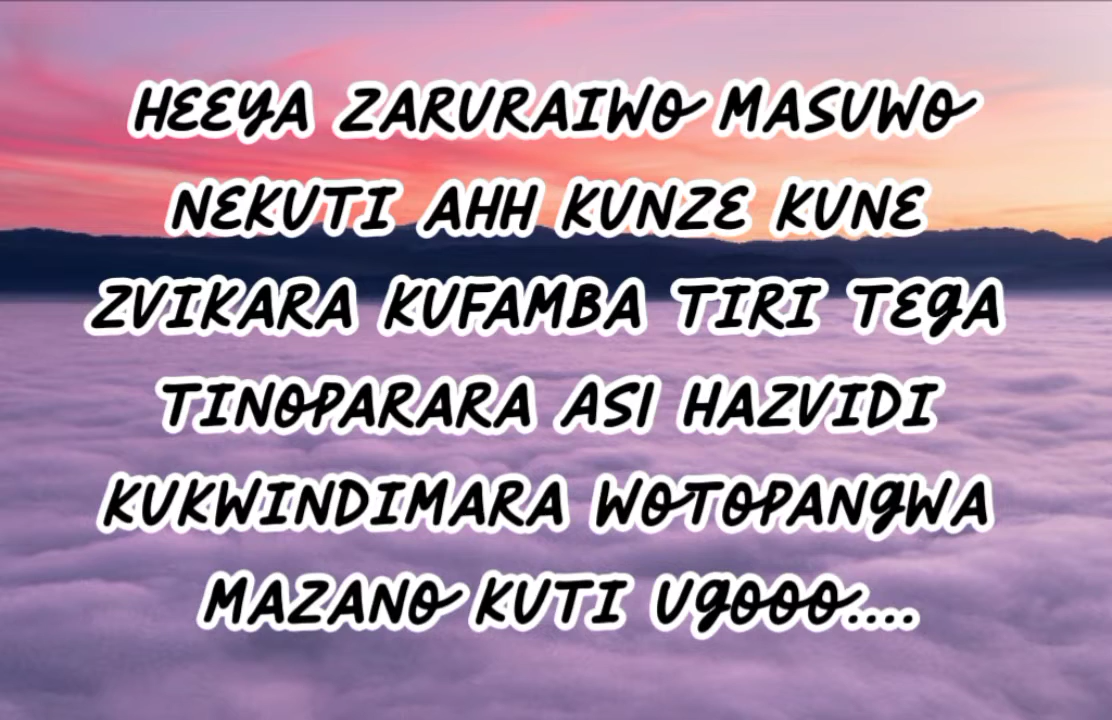 HEEYA ZARURAIWO MASUWO
NEKUTI AHH KUNZE KUNE
ZVIKARA KUFAMBA TIRI TEGA
TINOPARARA ASI HAZVIDI
KUKWINDIMARA WOTOPANGWA
MAZANO KUTI UGOOO....